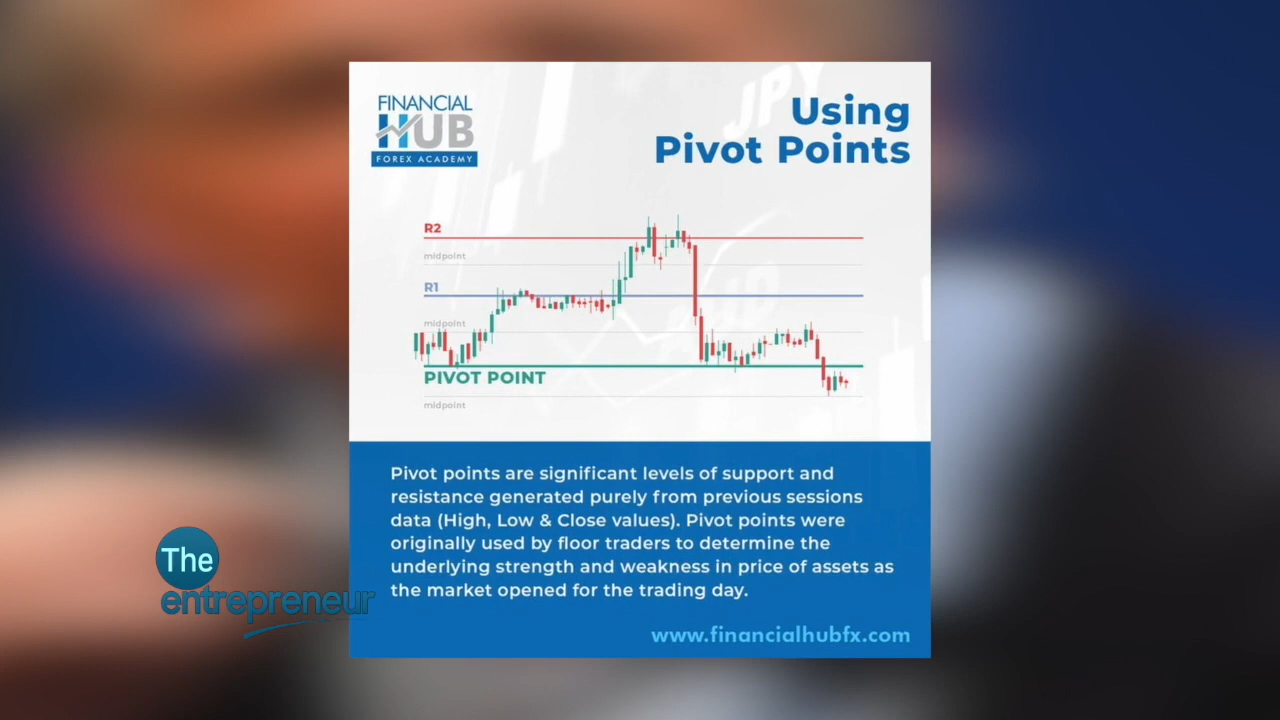 FINANCIAL
HUB
FOREX ACADEMY
Using
Pivot Points
JPY
R2
midpoint
R1
midpoint
PIVOT POINT
midpoint
Pivot points are significant levels of support and
resistance generated purely from previous sessions
data (High, Low & Close values). Pivot points were
originally used by floor traders to determine the
underlying strength and weakness in price of assets as
the market opened for the trading day.
www.financialhubfx.com
The
entrepreneur